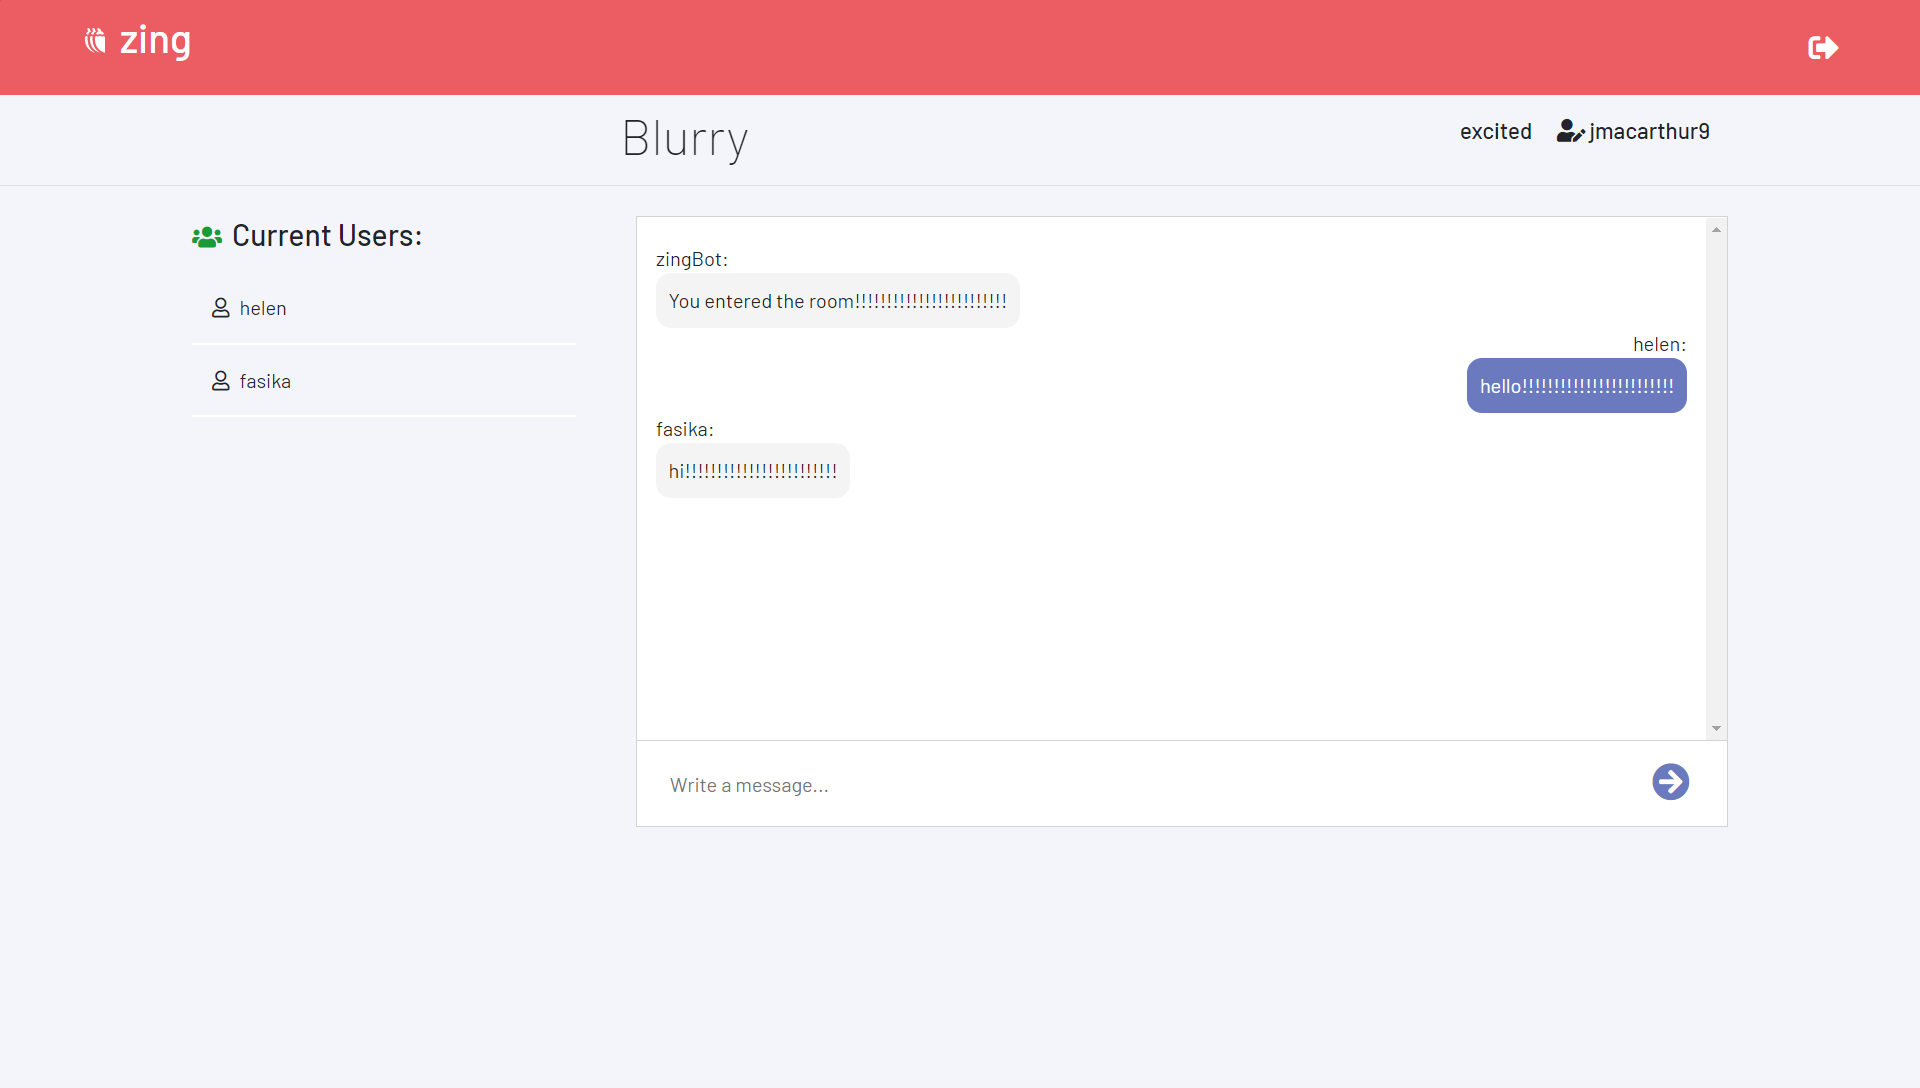 zing
Blurry
excited jmacarthur9
Current Users:
helen
fasika
zingBot:
You entered the room!!!!!!!!!!!!!!!!!!!!!!!!
helen:
hello!!!!!!!!!!!!!!!!!!!!!!!!
fasika:
hi!!!!!!!!!!!!!!!!!!!!!!!!
Write a message...